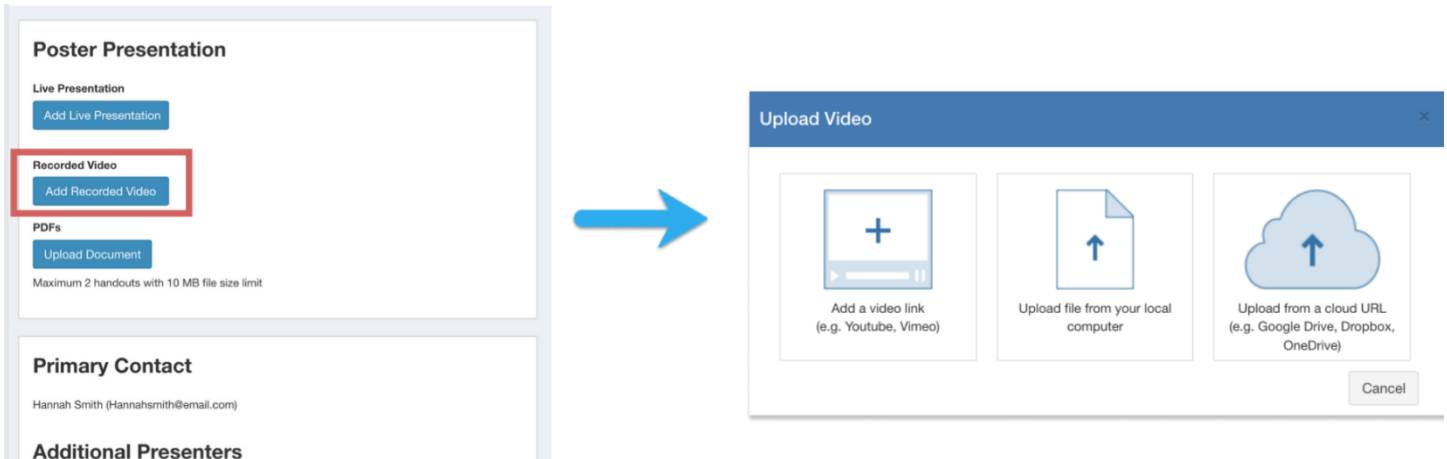 Poster Presentation
Live Presentation
Add Live Presentation
Recorded Video
Add Recorded Video
PDFs
Upload Document
Maximum 2 handouts with 10 MB file size limit
Primary Contact
Hannah Smith (Hannahsmith@email.com)
Additional Presenters
Upload Video
×
Add a video link
(e.g. Youtube, Vimeo)
Upload file from your local
computer
Upload from a cloud URL
(e.g. Google Drive, Dropbox,
OneDrive)
Cancel